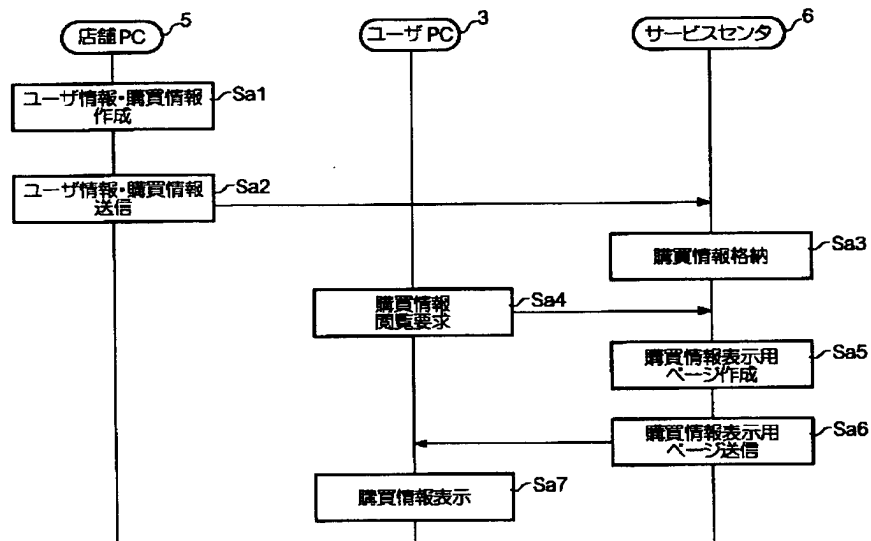 店舗PC
5
ユーザPC
3
サービスセンタ
6
ユーザ情報・購買情報
作成
Sa1
ユーザ情報・購買情報
送信
Sa2
購買情報格納
Sa3
購買情報
閲覧要求
Sa4
購買情報表示用
ページ作成
Sa5
購買情報表示用
ページ送信
Sa6
購買情報表示
Sa7